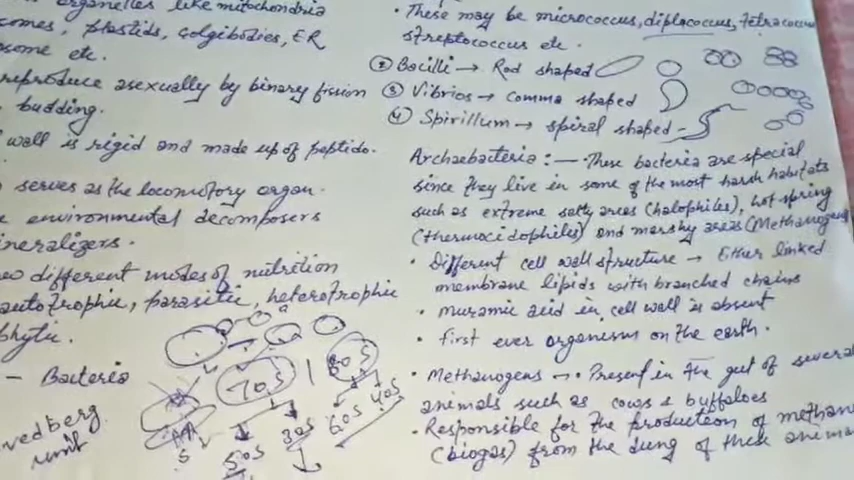 organelles like mitochondria
plastids, Golgibodies, ER
some etc.
reproduce asexually by binary fission
budding.
wall is rigid and made up of peptido.
serves as the locomotory organ.
environmental decomposers
mineralizers.
different modes of nutrition
autotrophic, parasitic, heterotrophic
phytic.
— Bacteria
70S | 80S
50S 30S 60S 40S
vedberg
unit
S
• These may be micrococcus, diplococcus, Tetracoccus
streptococcus etc.
② Bacilli → Rod shaped
③ Vibrios → Comma shaped
④ Spirillum → spiral shaped -
Archaebacteria :— These bacteria are special
since they live in some of the most harsh habitats
such as extreme salty areas (halophiles), hot spring
(thermocidophiles) and marshy areas (Methanogens
• Different cell wall structure → Ether linked
membrane lipids with branched chains
• muramic acid in cell wall is absent
• first ever organism on the earth.
• Methanogens → • Present in the gut of several
animals such as cows & buffaloes
• Responsible for the production of methane
(biogas) from the dung of these animals